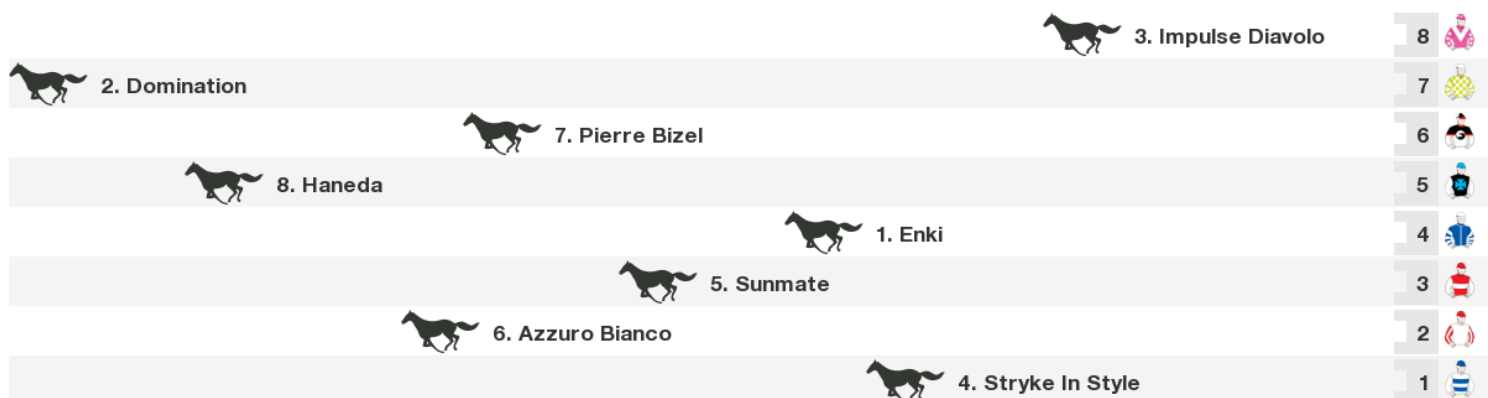 3. Impulse Diavolo 8
2. Domination 7
7. Pierre Bizel 6
8. Haneda 5
1. Enki 4
5. Sunmate 3
6. Azzuro Bianco 2
4. Stryke In Style 1